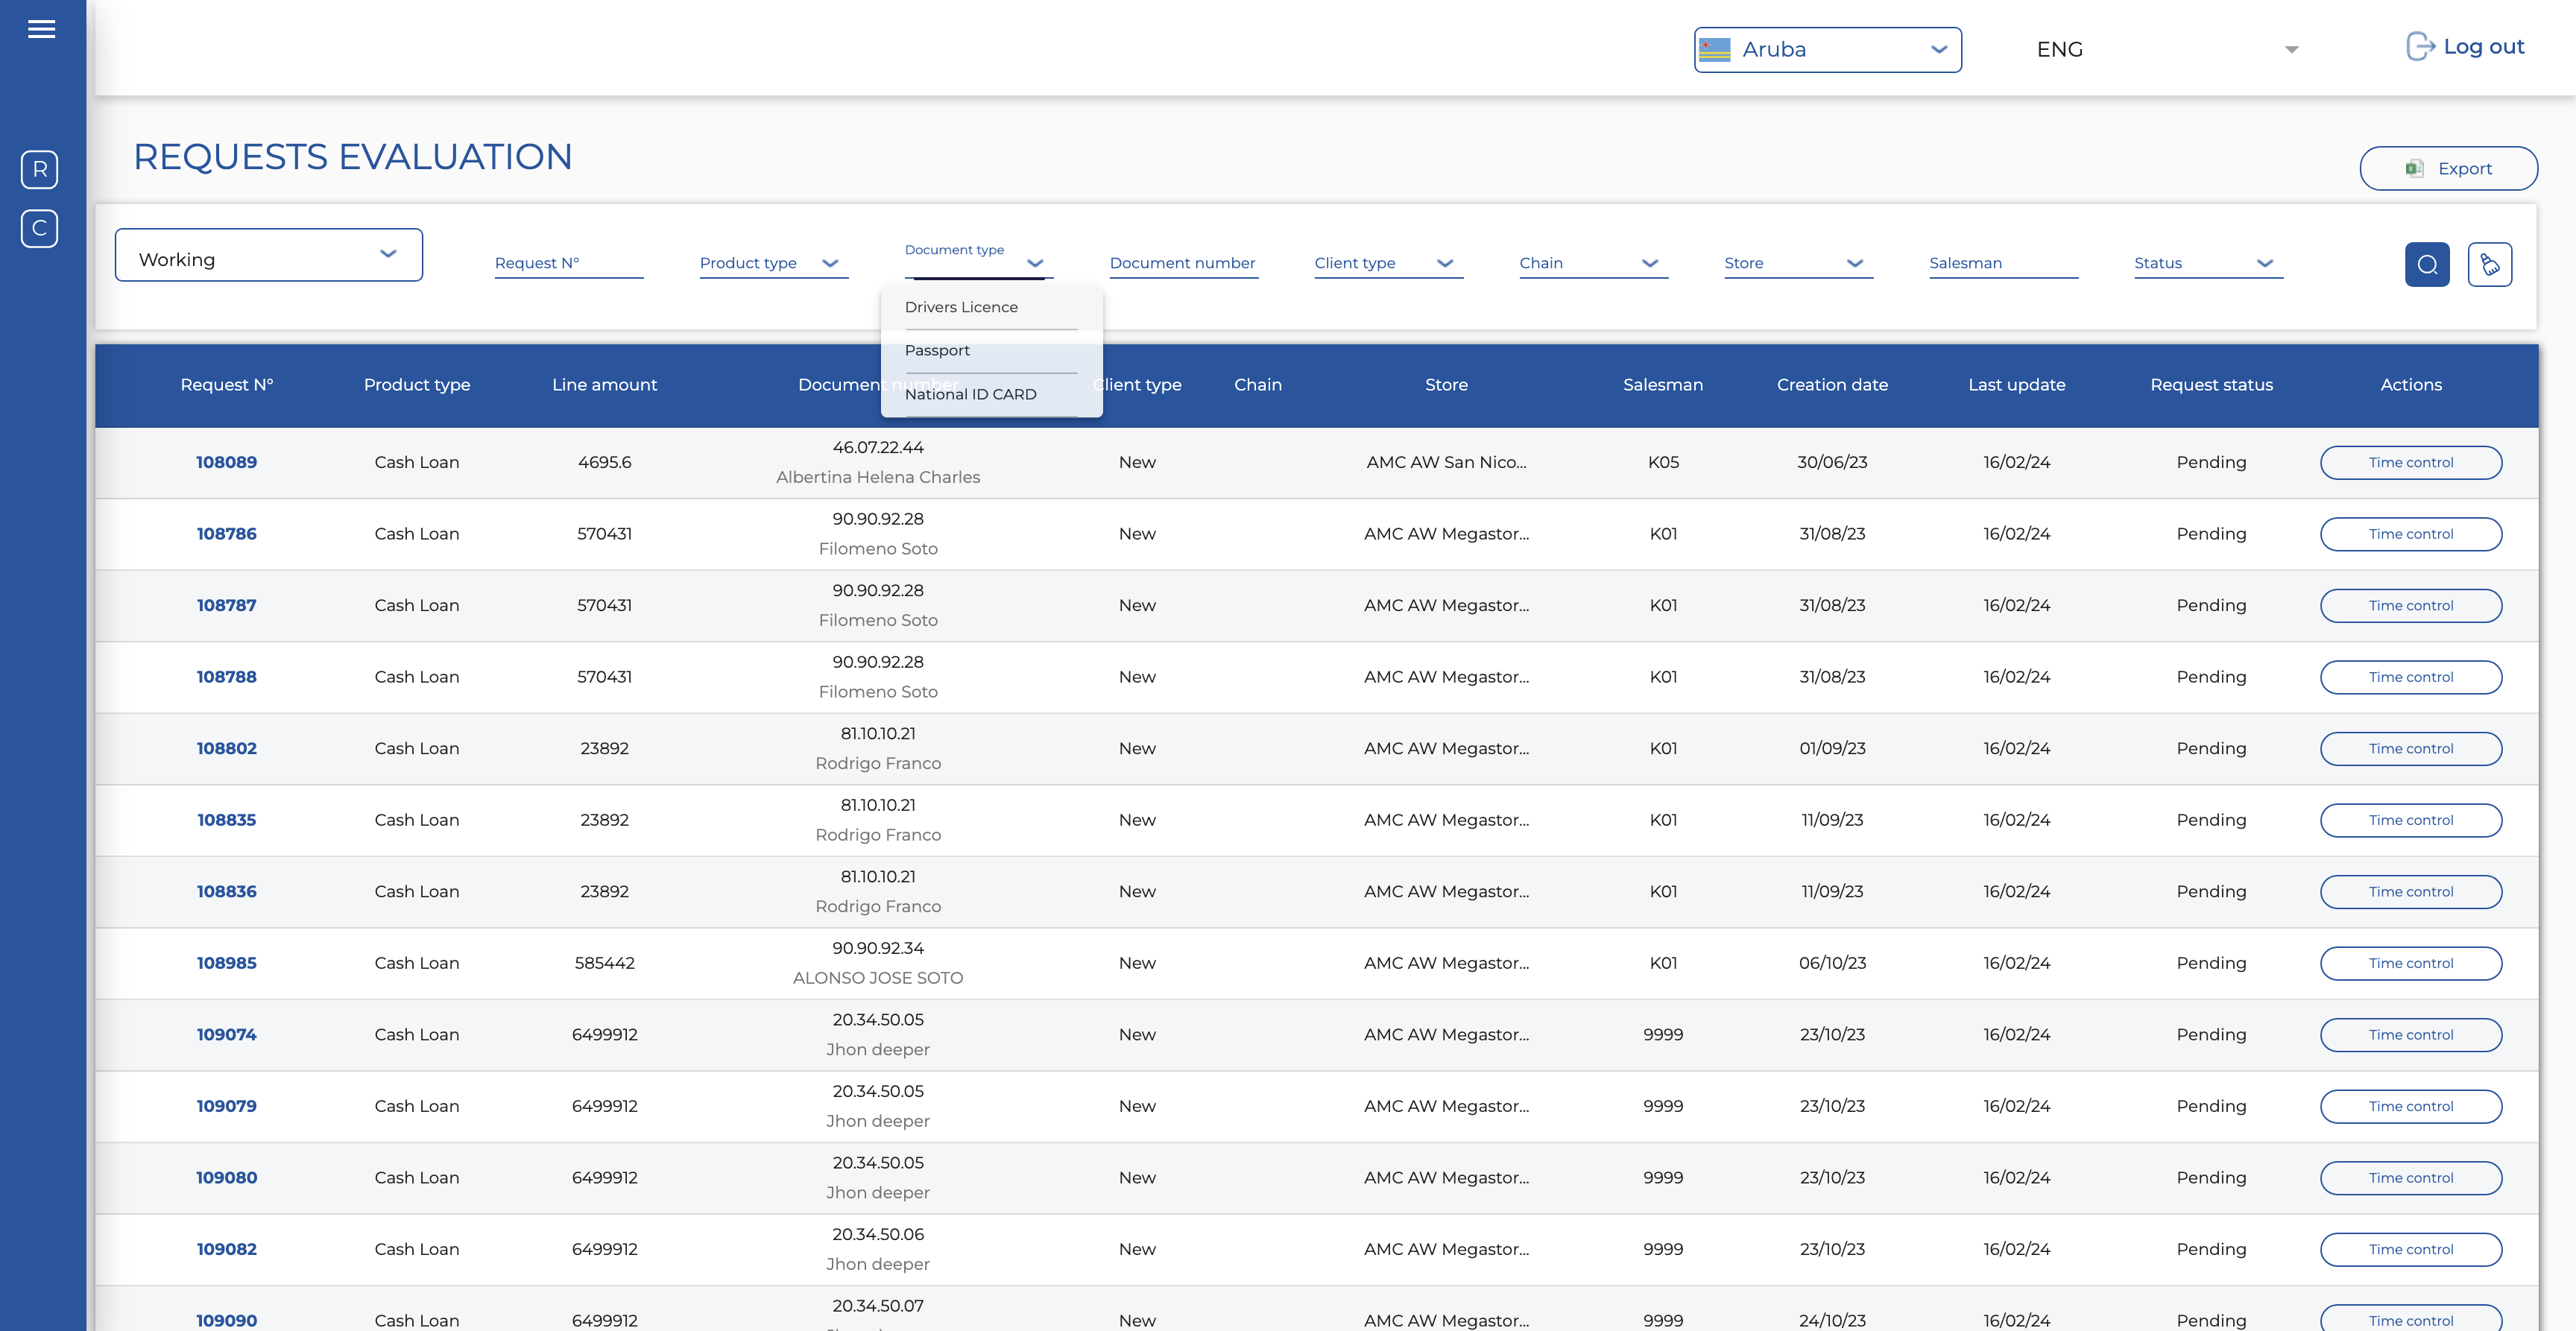 Aruba ENG Log out
R
C
REQUESTS EVALUATION
Export
Working Request N° Product type Document type Document number Client type Chain Store Salesman Status
Drivers Licence
Passport
National ID CARD
Request N° Product type Line amount Document number Client type Chain Store Salesman Creation date Last update Request status Actions
108089 Cash Loan 4695.6 46.07.22.44 New AMC AW San Nico... K05 30/06/23 16/02/24 Pending Time control
Albertina Helena Charles
108786 Cash Loan 570431 90.90.92.28 New AMC AW Megastor... K01 31/08/23 16/02/24 Pending Time control
Filomeno Soto
108787 Cash Loan 570431 90.90.92.28 New AMC AW Megastor... K01 31/08/23 16/02/24 Pending Time control
Filomeno Soto
108788 Cash Loan 570431 90.90.92.28 New AMC AW Megastor... K01 31/08/23 16/02/24 Pending Time control
Filomeno Soto
108802 Cash Loan 23892 81.10.10.21 New AMC AW Megastor... K01 01/09/23 16/02/24 Pending Time control
Rodrigo Franco
108835 Cash Loan 23892 81.10.10.21 New AMC AW Megastor... K01 11/09/23 16/02/24 Pending Time control
Rodrigo Franco
108836 Cash Loan 23892 81.10.10.21 New AMC AW Megastor... K01 11/09/23 16/02/24 Pending Time control
Rodrigo Franco
108985 Cash Loan 585442 90.90.92.34 New AMC AW Megastor... K01 06/10/23 16/02/24 Pending Time control
ALONSO JOSE SOTO
109074 Cash Loan 6499912 20.34.50.05 New AMC AW Megastor... 9999 23/10/23 16/02/24 Pending Time control
Jhon deeper
109079 Cash Loan 6499912 20.34.50.05 New AMC AW Megastor... 9999 23/10/23 16/02/24 Pending Time control
Jhon deeper
109080 Cash Loan 6499912 20.34.50.05 New AMC AW Megastor... 9999 23/10/23 16/02/24 Pending Time control
Jhon deeper
109082 Cash Loan 6499912 20.34.50.06 New AMC AW Megastor... 9999 23/10/23 16/02/24 Pending Time control
Jhon deeper
109090 Cash Loan 6499912 20.34.50.07 New AMC AW Megastor... 9999 24/10/23 16/02/24 Pending Time control